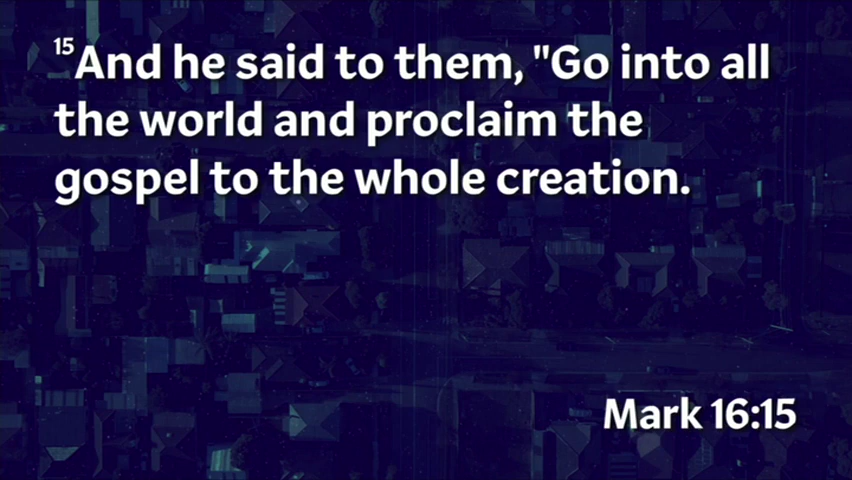 15And he said to them, "Go into all
the world and proclaim the
gospel to the whole creation.
Mark 16:15